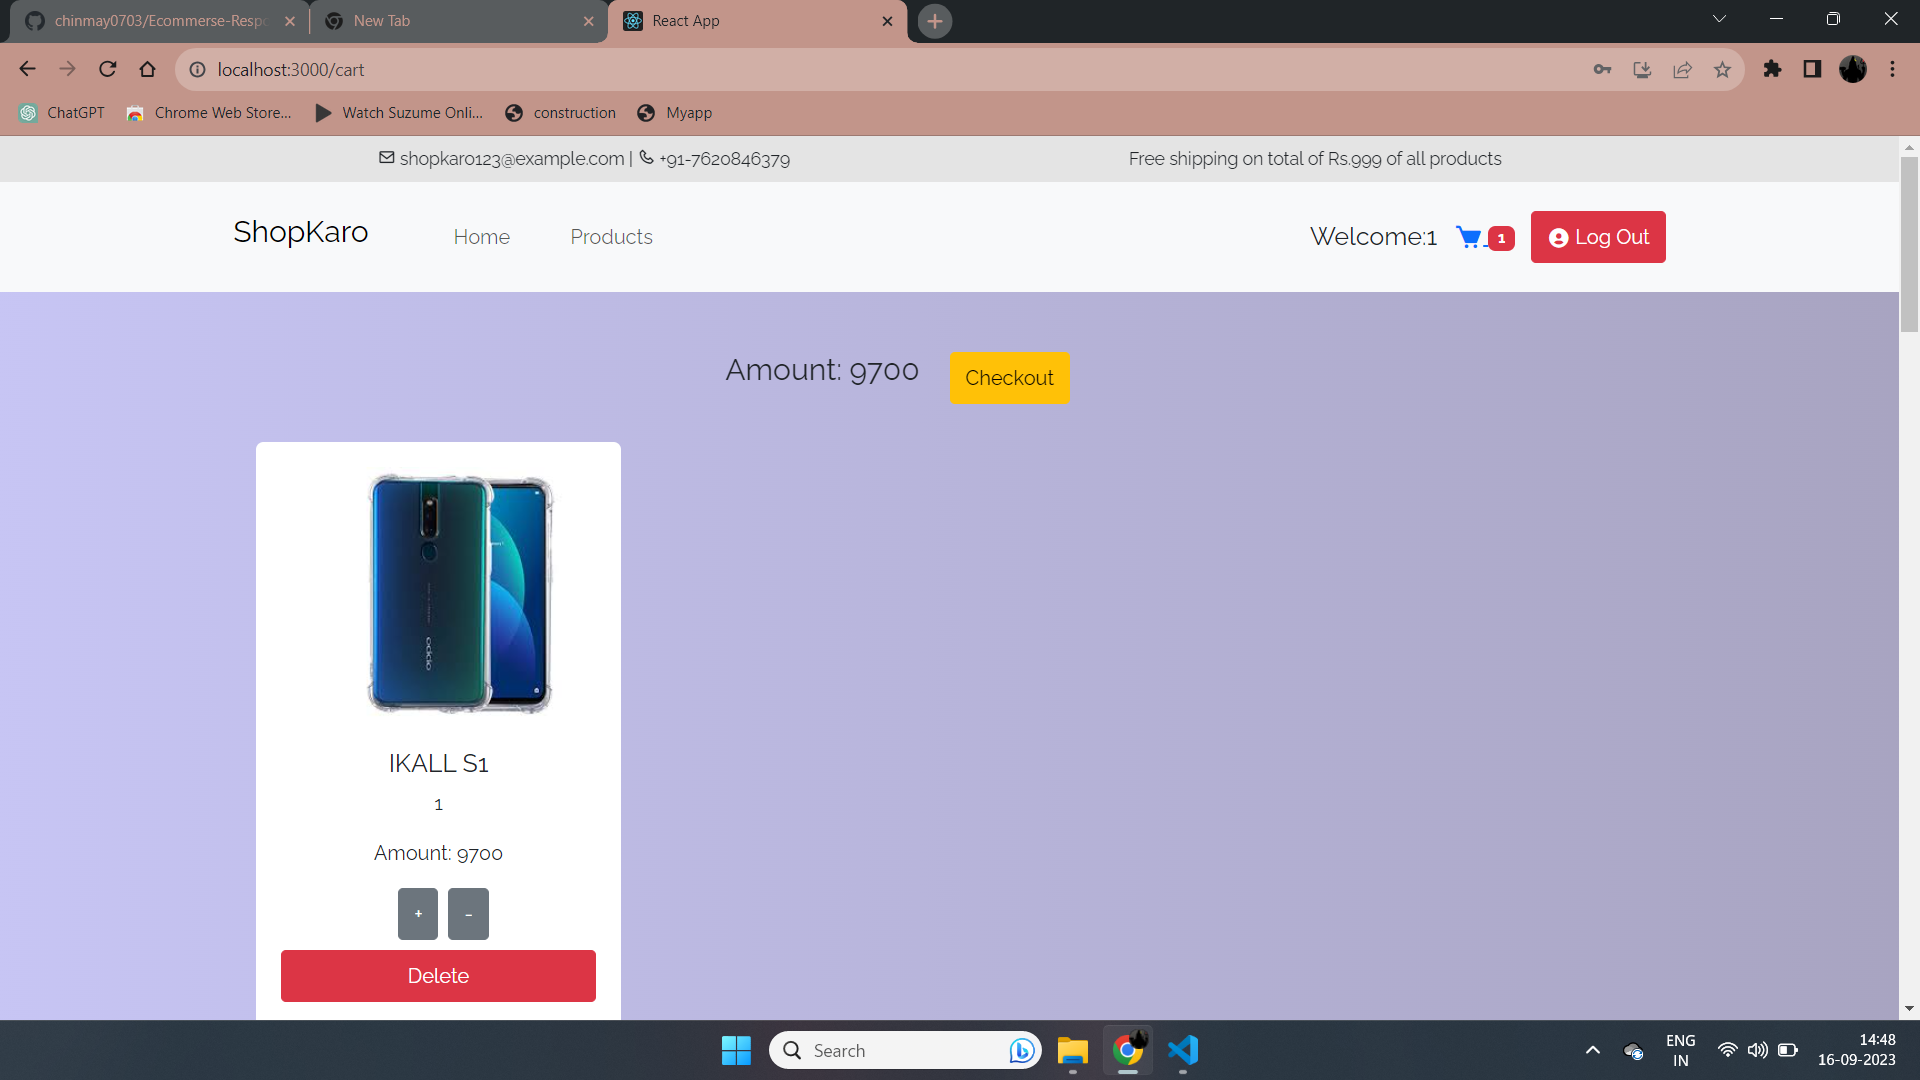 chinmay0703/Ecommerse-Resp
New Tab
React App
localhost:3000/cart
ChatGPT
Chrome Web Store...
Watch Suzume Onli...
construction
Myapp
shopkaro123@example.com | +91-7620846379
Free shipping on total of Rs.999 of all products
ShopKaro
Home
Products
Welcome:1
1
Log Out
Amount: 9700
Checkout
oppo
IKALL S1
1
Amount: 9700
+
-
Delete
Search
ENG
IN
14:48
16-09-2023